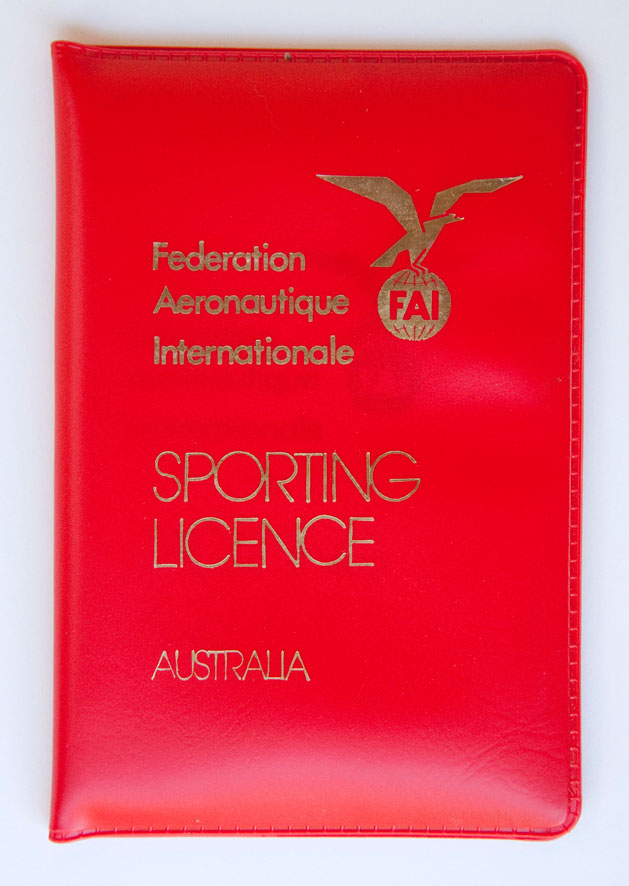 FAI
Federation
Aeronautique
Internationale
SPORTING
LICENCE
AUSTRALIA